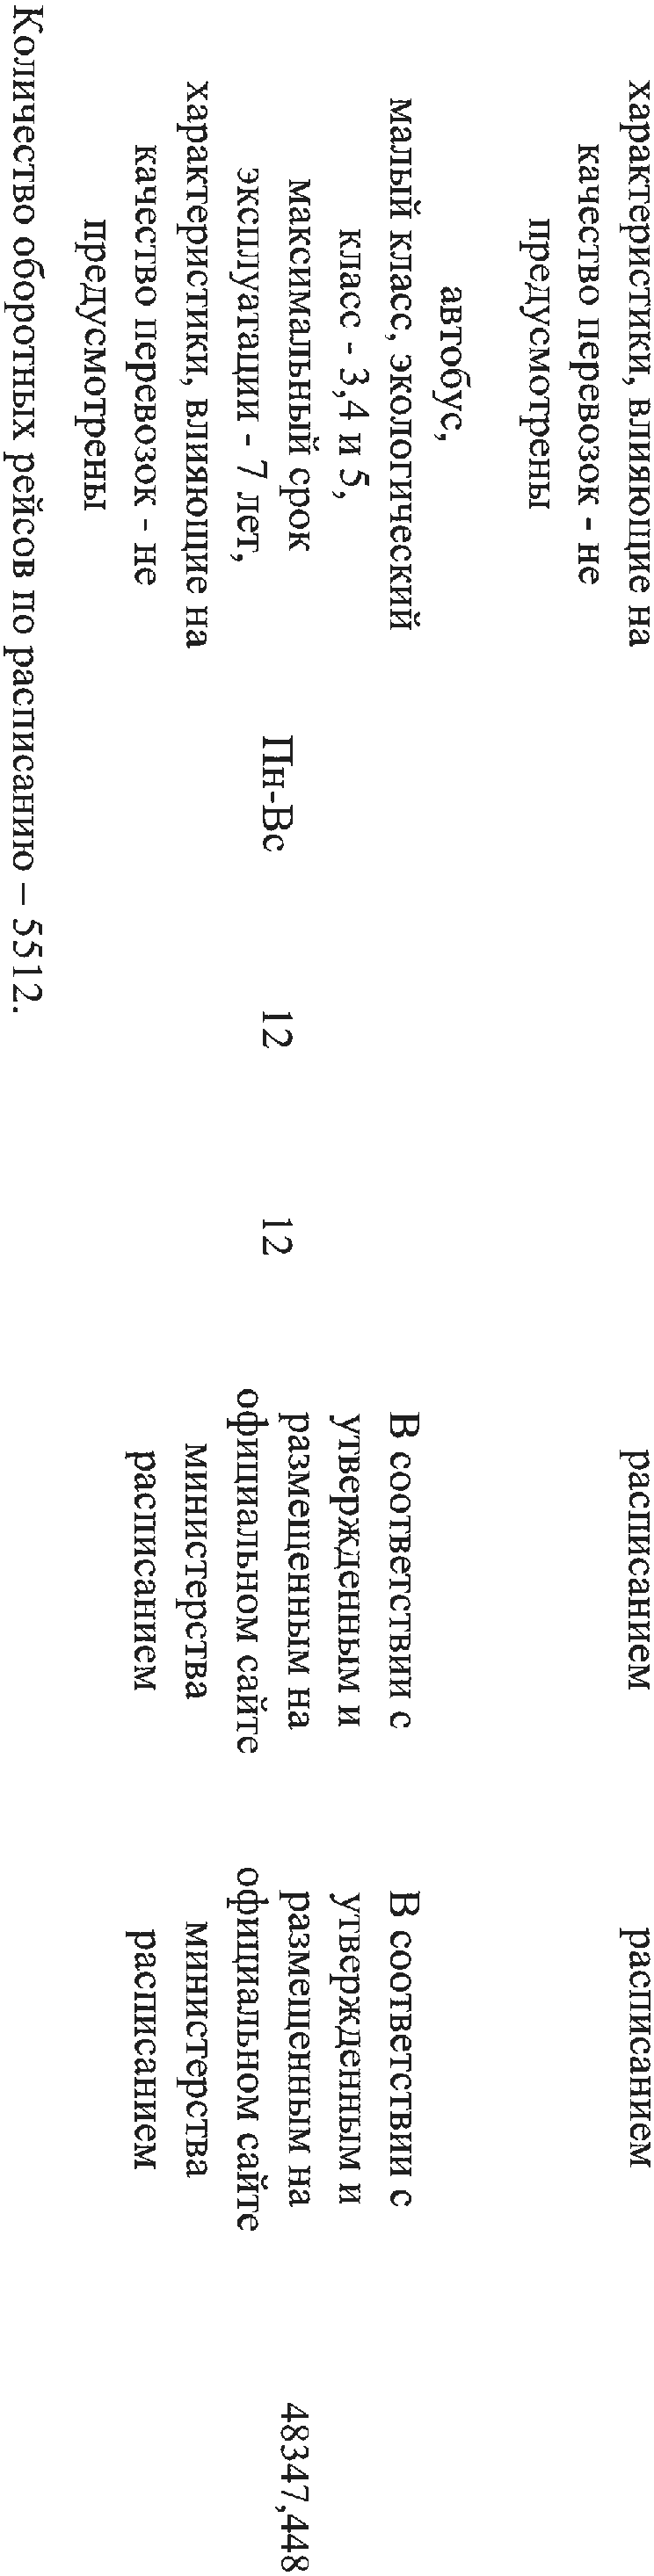 характеристики, влияющие на
качество перевозок - не
предусмотрены
расписанием
расписанием
автобус,
малый класс, экологический
класс - 3,4 и 5,
максимальный срок
эксплуатации - 7 лет,
характеристики, влияющие на
качество перевозок - не
предусмотрены
Пн-Вс
12
12
В соответствии с
утвержденным и
размещенным на
официальном сайте
министерства
расписанием
В соответствии с
утвержденным и
размещенным на
официальном сайте
министерства
расписанием
48347,448
Количество оборотных рейсов по расписанию – 5512.